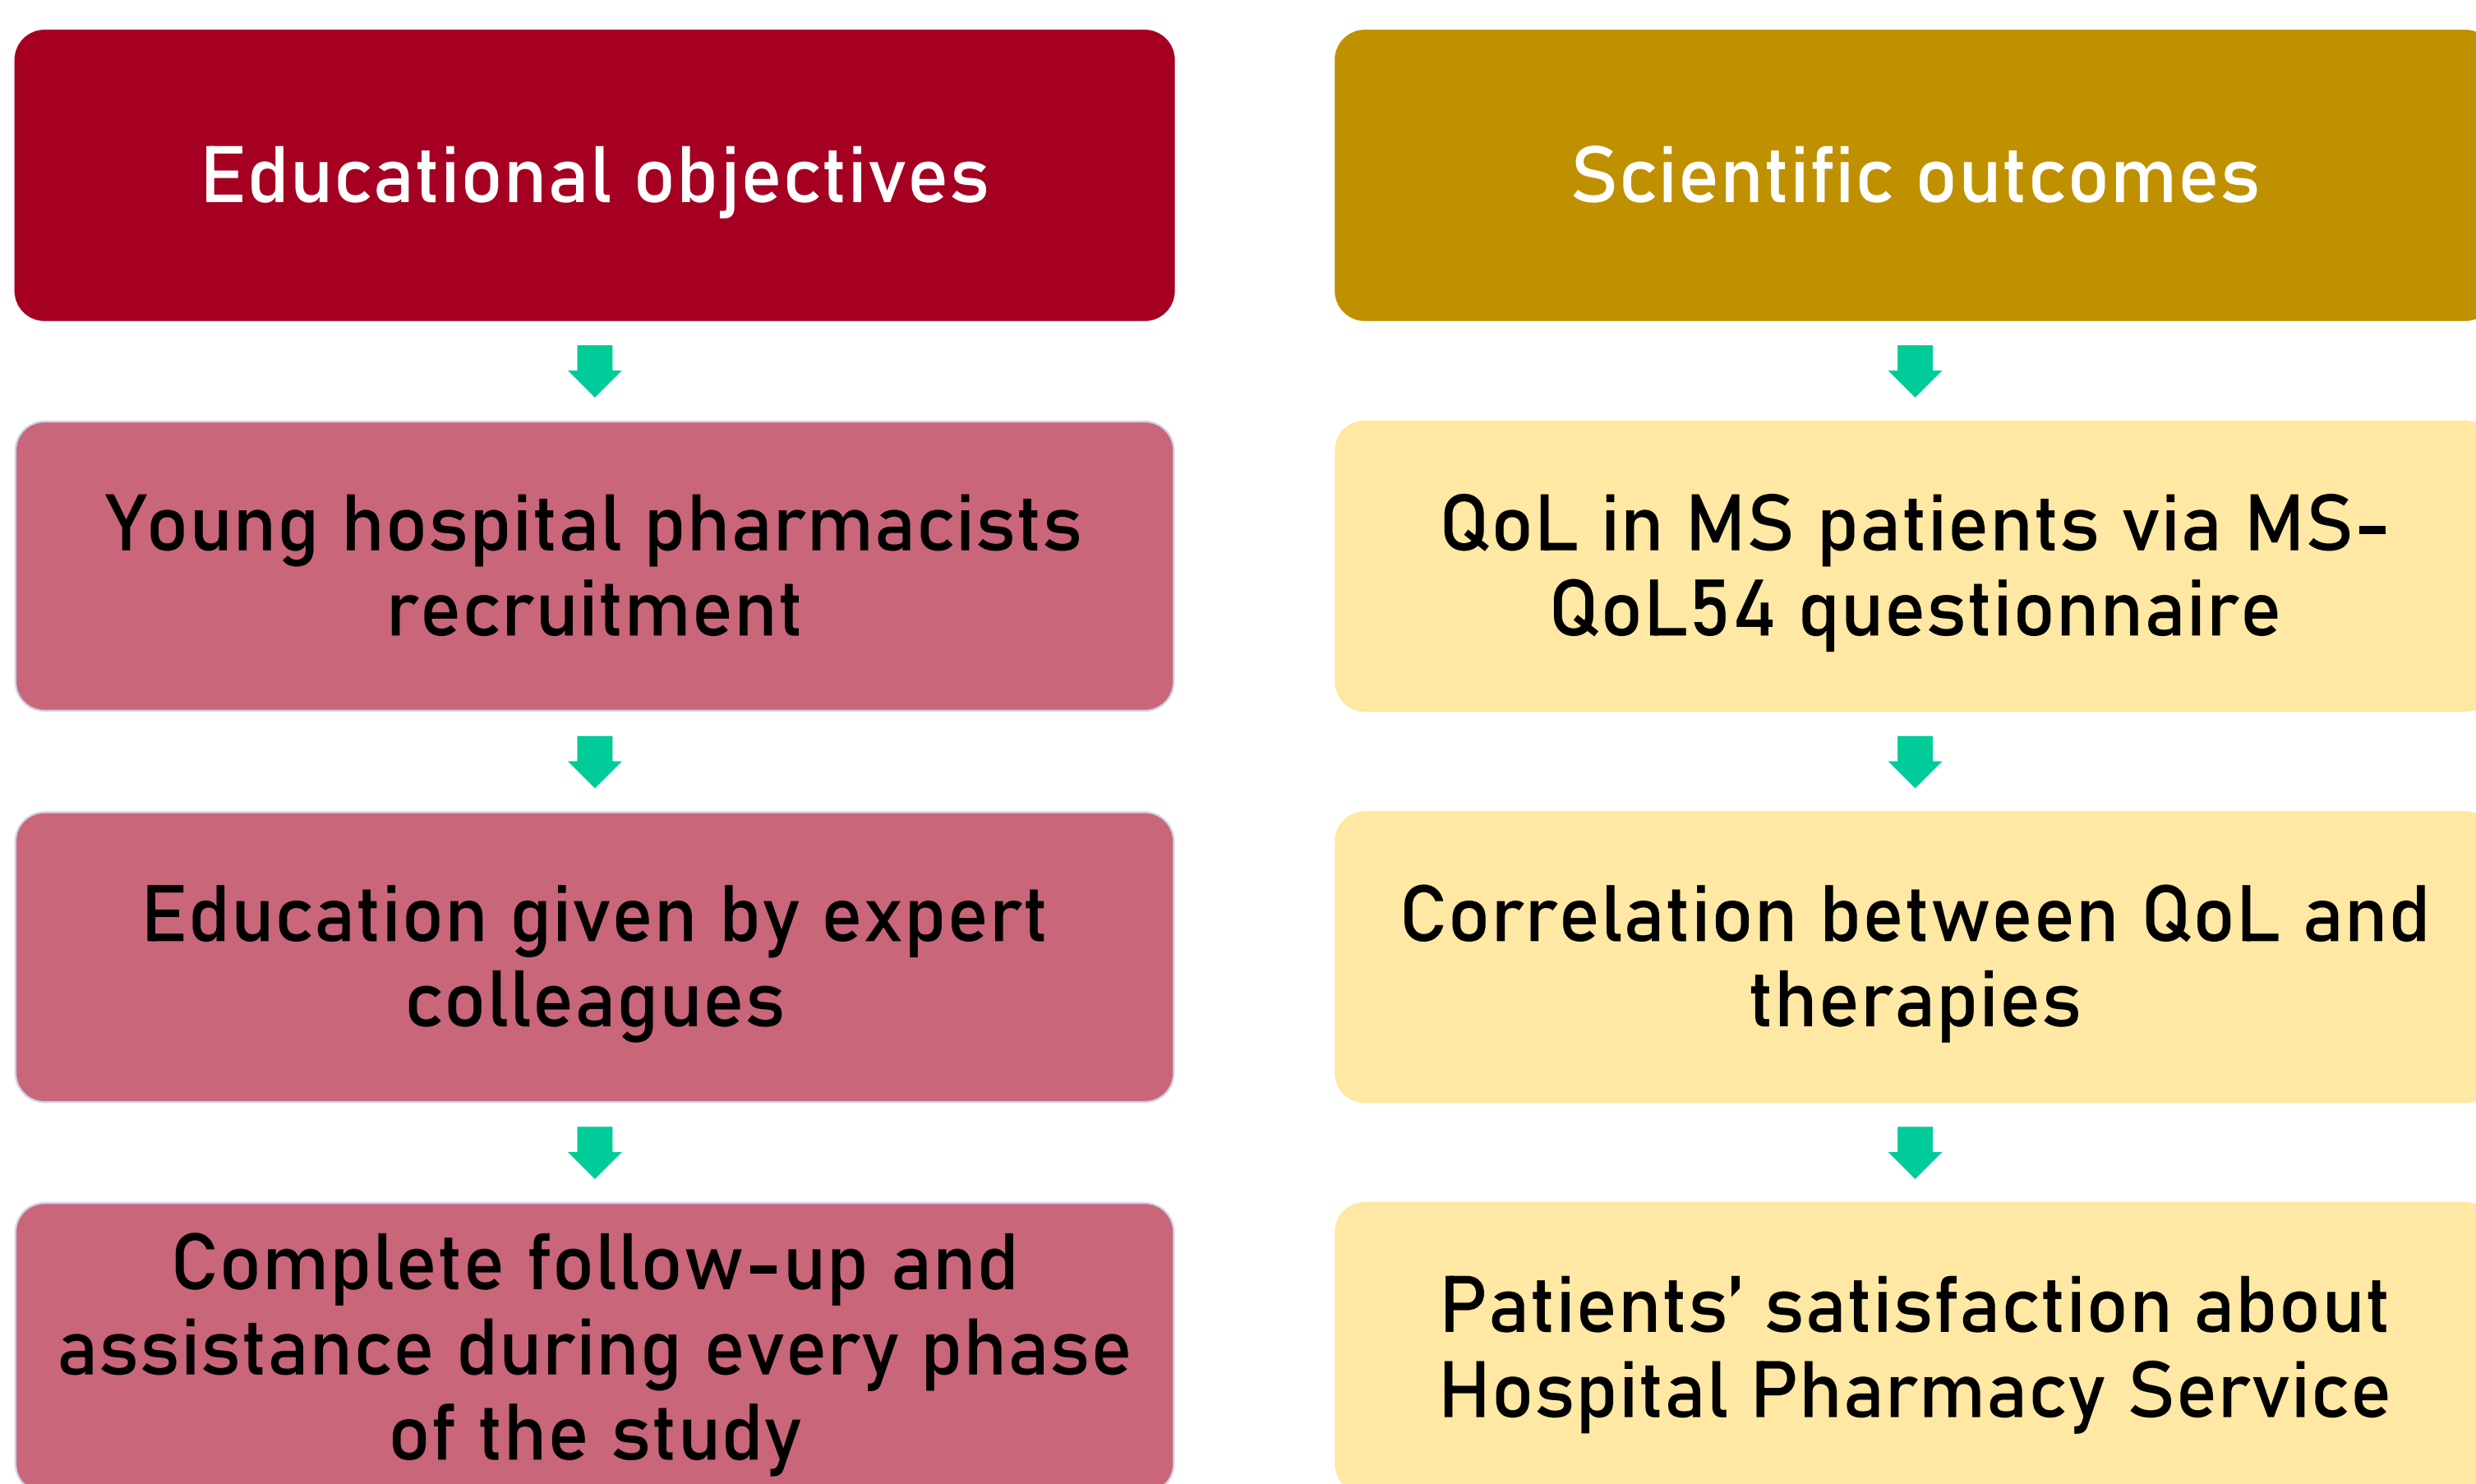 Educational objectives
Young hospital pharmacists
recruitment
Education given by expert
colleagues
Complete follow-up and
assistance during every phase
of the study
Scientific outcomes
QoL in MS patients via MS-
QoL54 questionnaire
Correlation between QoL and
therapies
Patients’ satisfaction about
Hospital Pharmacy Service